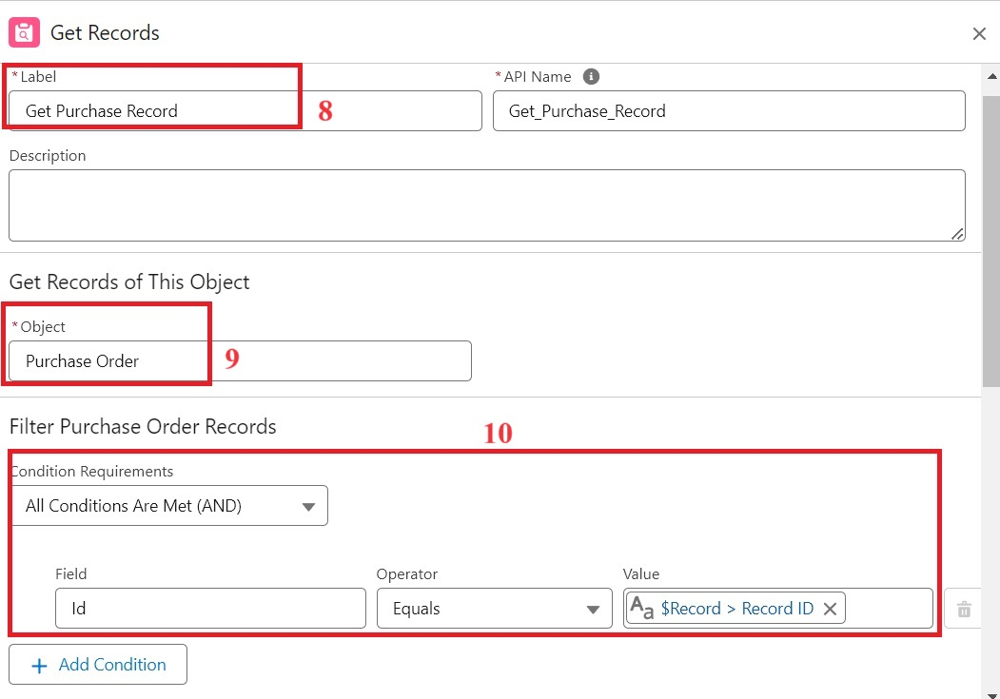 Get Records
* Label
* API Name
Get Purchase Record
8
Get_Purchase_Record
Description
Get Records of This Object
* Object
Purchase Order
9
Filter Purchase Order Records
10
Condition Requirements
All Conditions Are Met (AND)
Field
Operator
Value
Id
Equals
Aa $Record > Record ID
+ Add Condition